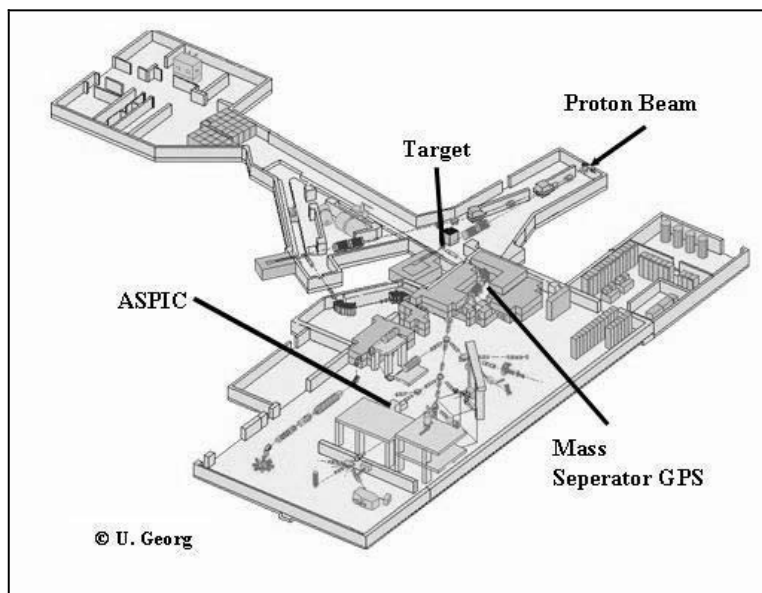 Proton Beam
Target
ASPIC
Mass
Seperator GPS
© U. Georg